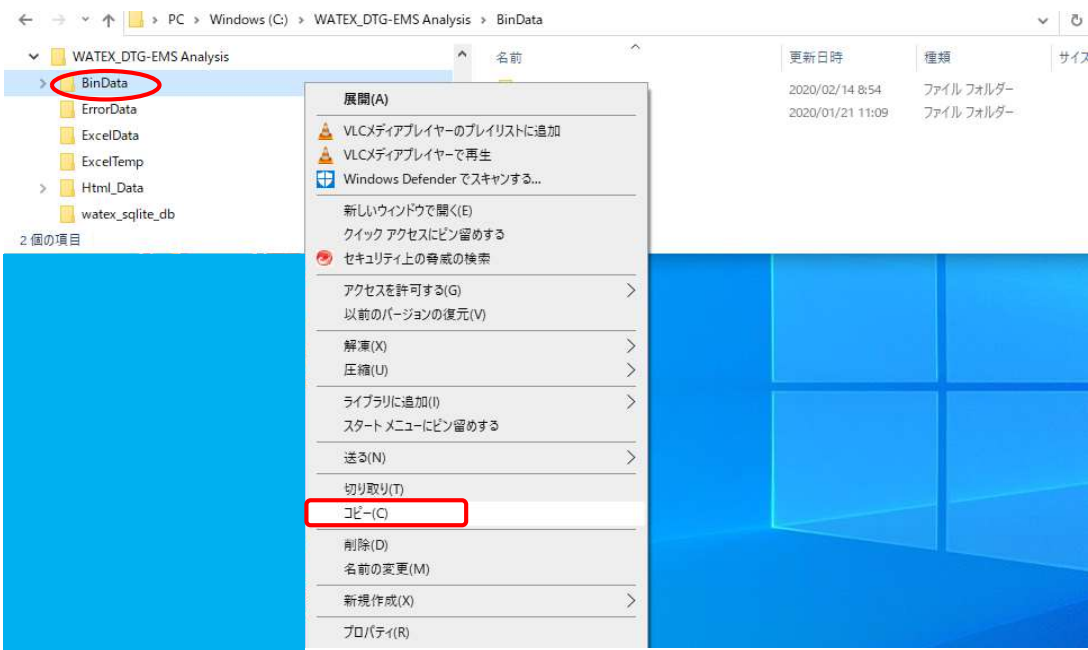 PC › Windows (C:) › WATEX_DTG-EMS Analysis › BinData
WATEX_DTG-EMS Analysis
BinData
ErrorData
ExcelData
ExcelTemp
Html_Data
watex_sqlite_db
2 個の項目
名前 更新日時 種類 サイズ
2020/02/14 8:54 ファイル フォルダー
2020/01/21 11:09 ファイル フォルダー
展開(A)
VLCメディアプレイヤーのプレイリストに追加
VLCメディアプレイヤーで再生
Windows Defender でスキャンする...
新しいウィンドウで開く(E)
クイック アクセスにピン留めする
セキュリティ上の脅威の検索
アクセスを許可する(G)
以前のバージョンの復元(V)
解凍(X)
圧縮(U)
ライブラリに追加(I)
スタート メニューにピン留めする
送る(N)
切り取り(T)
コピー(C)
削除(D)
名前の変更(M)
新規作成(X)
プロパティ(R)